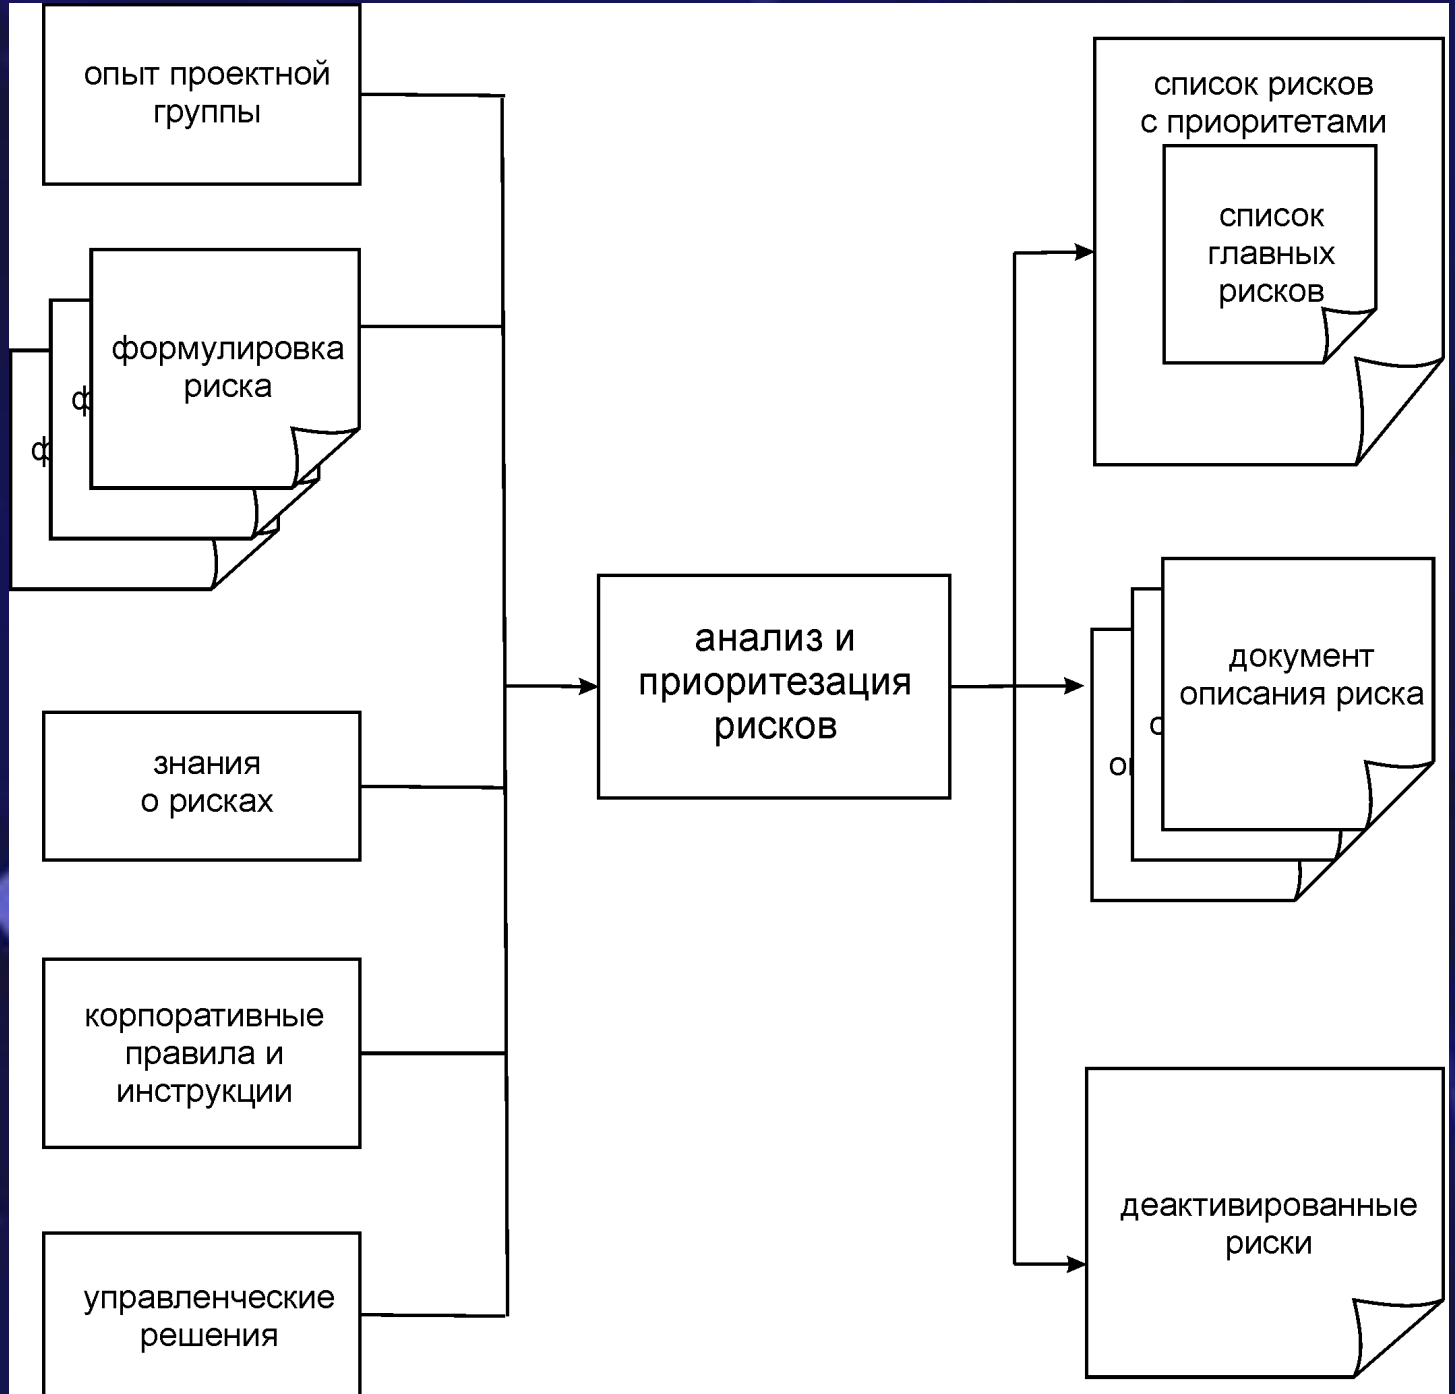 опыт проектной
группы
формулировка
риска
ф
ф
знания
о рисках
корпоративные
правила и
инструкции
управленческие
решения
анализ и
приоритезация
рисков
список рисков
с приоритетами
список
главных
рисков
документ
описания риска
о
оп
деактивированные
риски